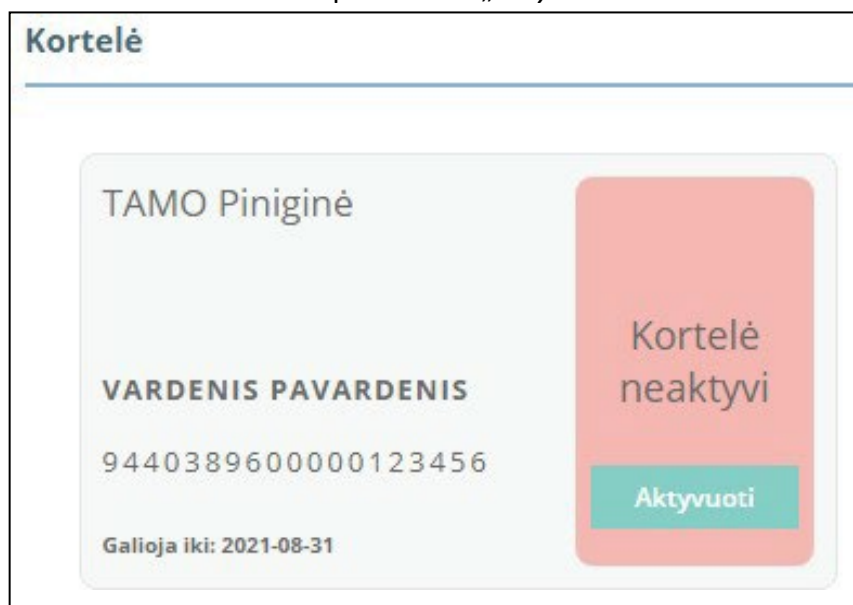 Kortelė
TAMO Piniginė
Kortelė
neaktyvi
VARDENIS PAVARDENIS
9440389600000123456
Aktyvuoti
Galioja iki: 2021-08-31